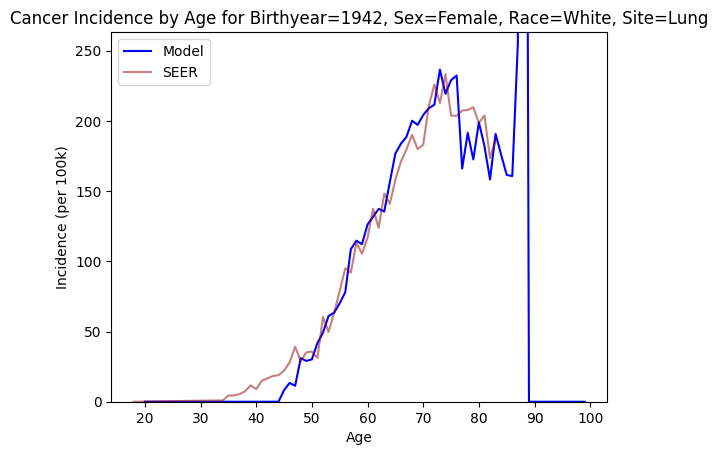 Cancer Incidence by Age for Birthyear=1942, Sex=Female, Race=White, Site=Lung
Model
SEER
Incidence (per 100k)
250
200
150
100
50
0
20 30 40 50 60 70 80 90 100
Age